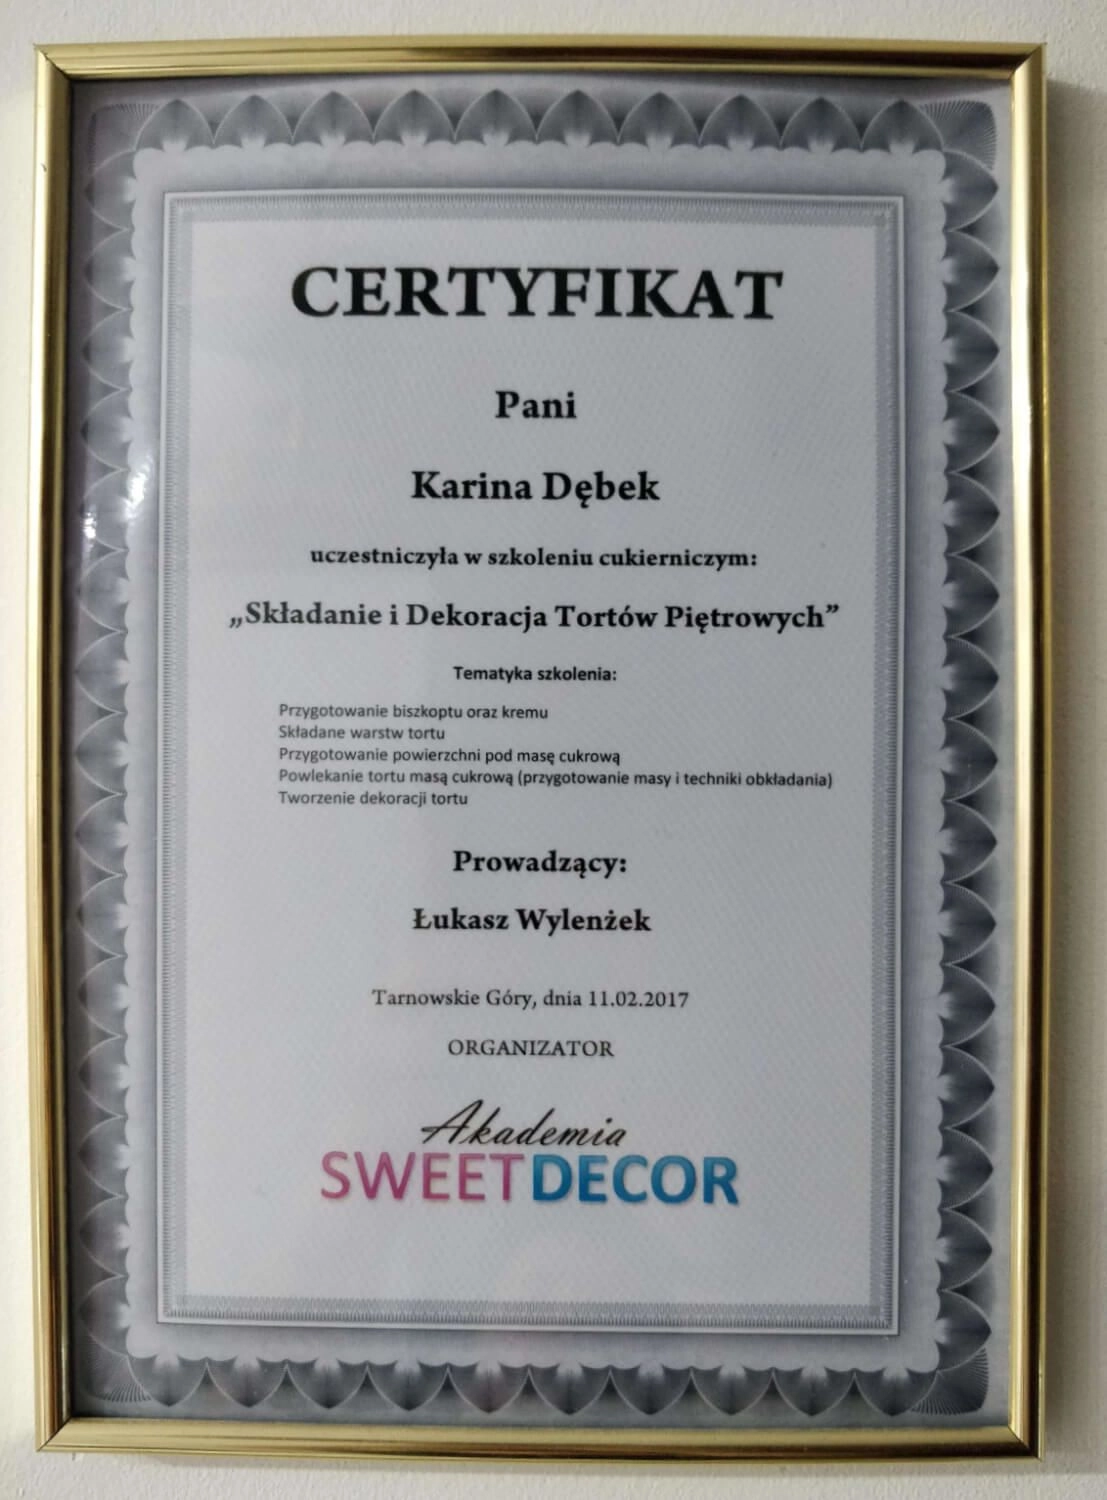 CERTYFIKAT
Pani
Karina Dębek
uczestniczyła w szkoleniu cukierniczym:
„Składanie i Dekoracja Tortów Piętrowych”
Tematyka szkolenia:
Przygotowanie biszkoptu oraz kremu
Składane warstw tortu
Przygotowanie powierzchni pod masę cukrową
Powlekanie tortu masą cukrową (przygotowanie masy i techniki obkładania)
Tworzenie dekoracji tortu
Prowadzący:
Łukasz Wylenżek
Tarnowskie Góry, dnia 11.02.2017
ORGANIZATOR
Akademia
SWEETDECOR